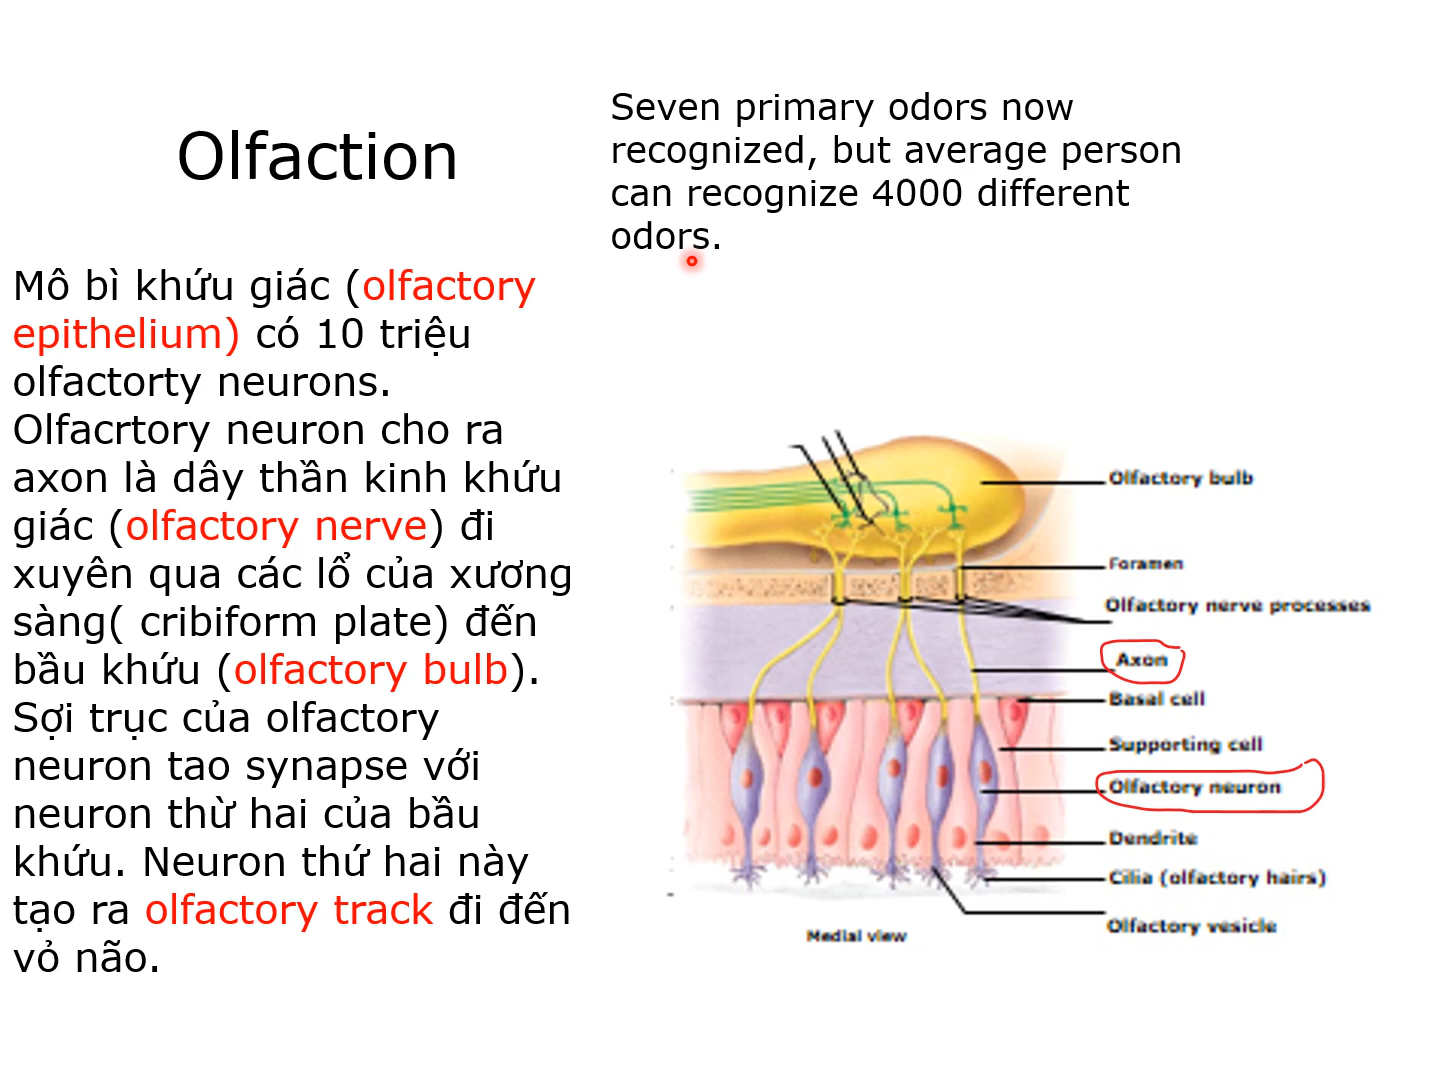 Olfaction
Seven primary odors now
recognized, but average person
can recognize 4000 different
odors.
Mô bì khứu giác (olfactory
epithelium) có 10 triệu
olfactorty neurons.
Olfacrtory neuron cho ra
axon là dây thần kinh khứu
giác (olfactory nerve) đi
xuyên qua các lổ của xương
sàng( cribiform plate) đến
bầu khứu (olfactory bulb).
Sợi trục của olfactory
neuron tao synapse với
neuron thừ hai của bầu
khứu. Neuron thứ hai này
tạo ra olfactory track đi đến
vỏ não.
Olfactory bulb
Foramen
Olfactory nerve processes
Axon
Basal cell
Supporting cell
Olfactory neuron
Dendrite
Cilia (olfactory hairs)
Olfactory vesicle
Medial view